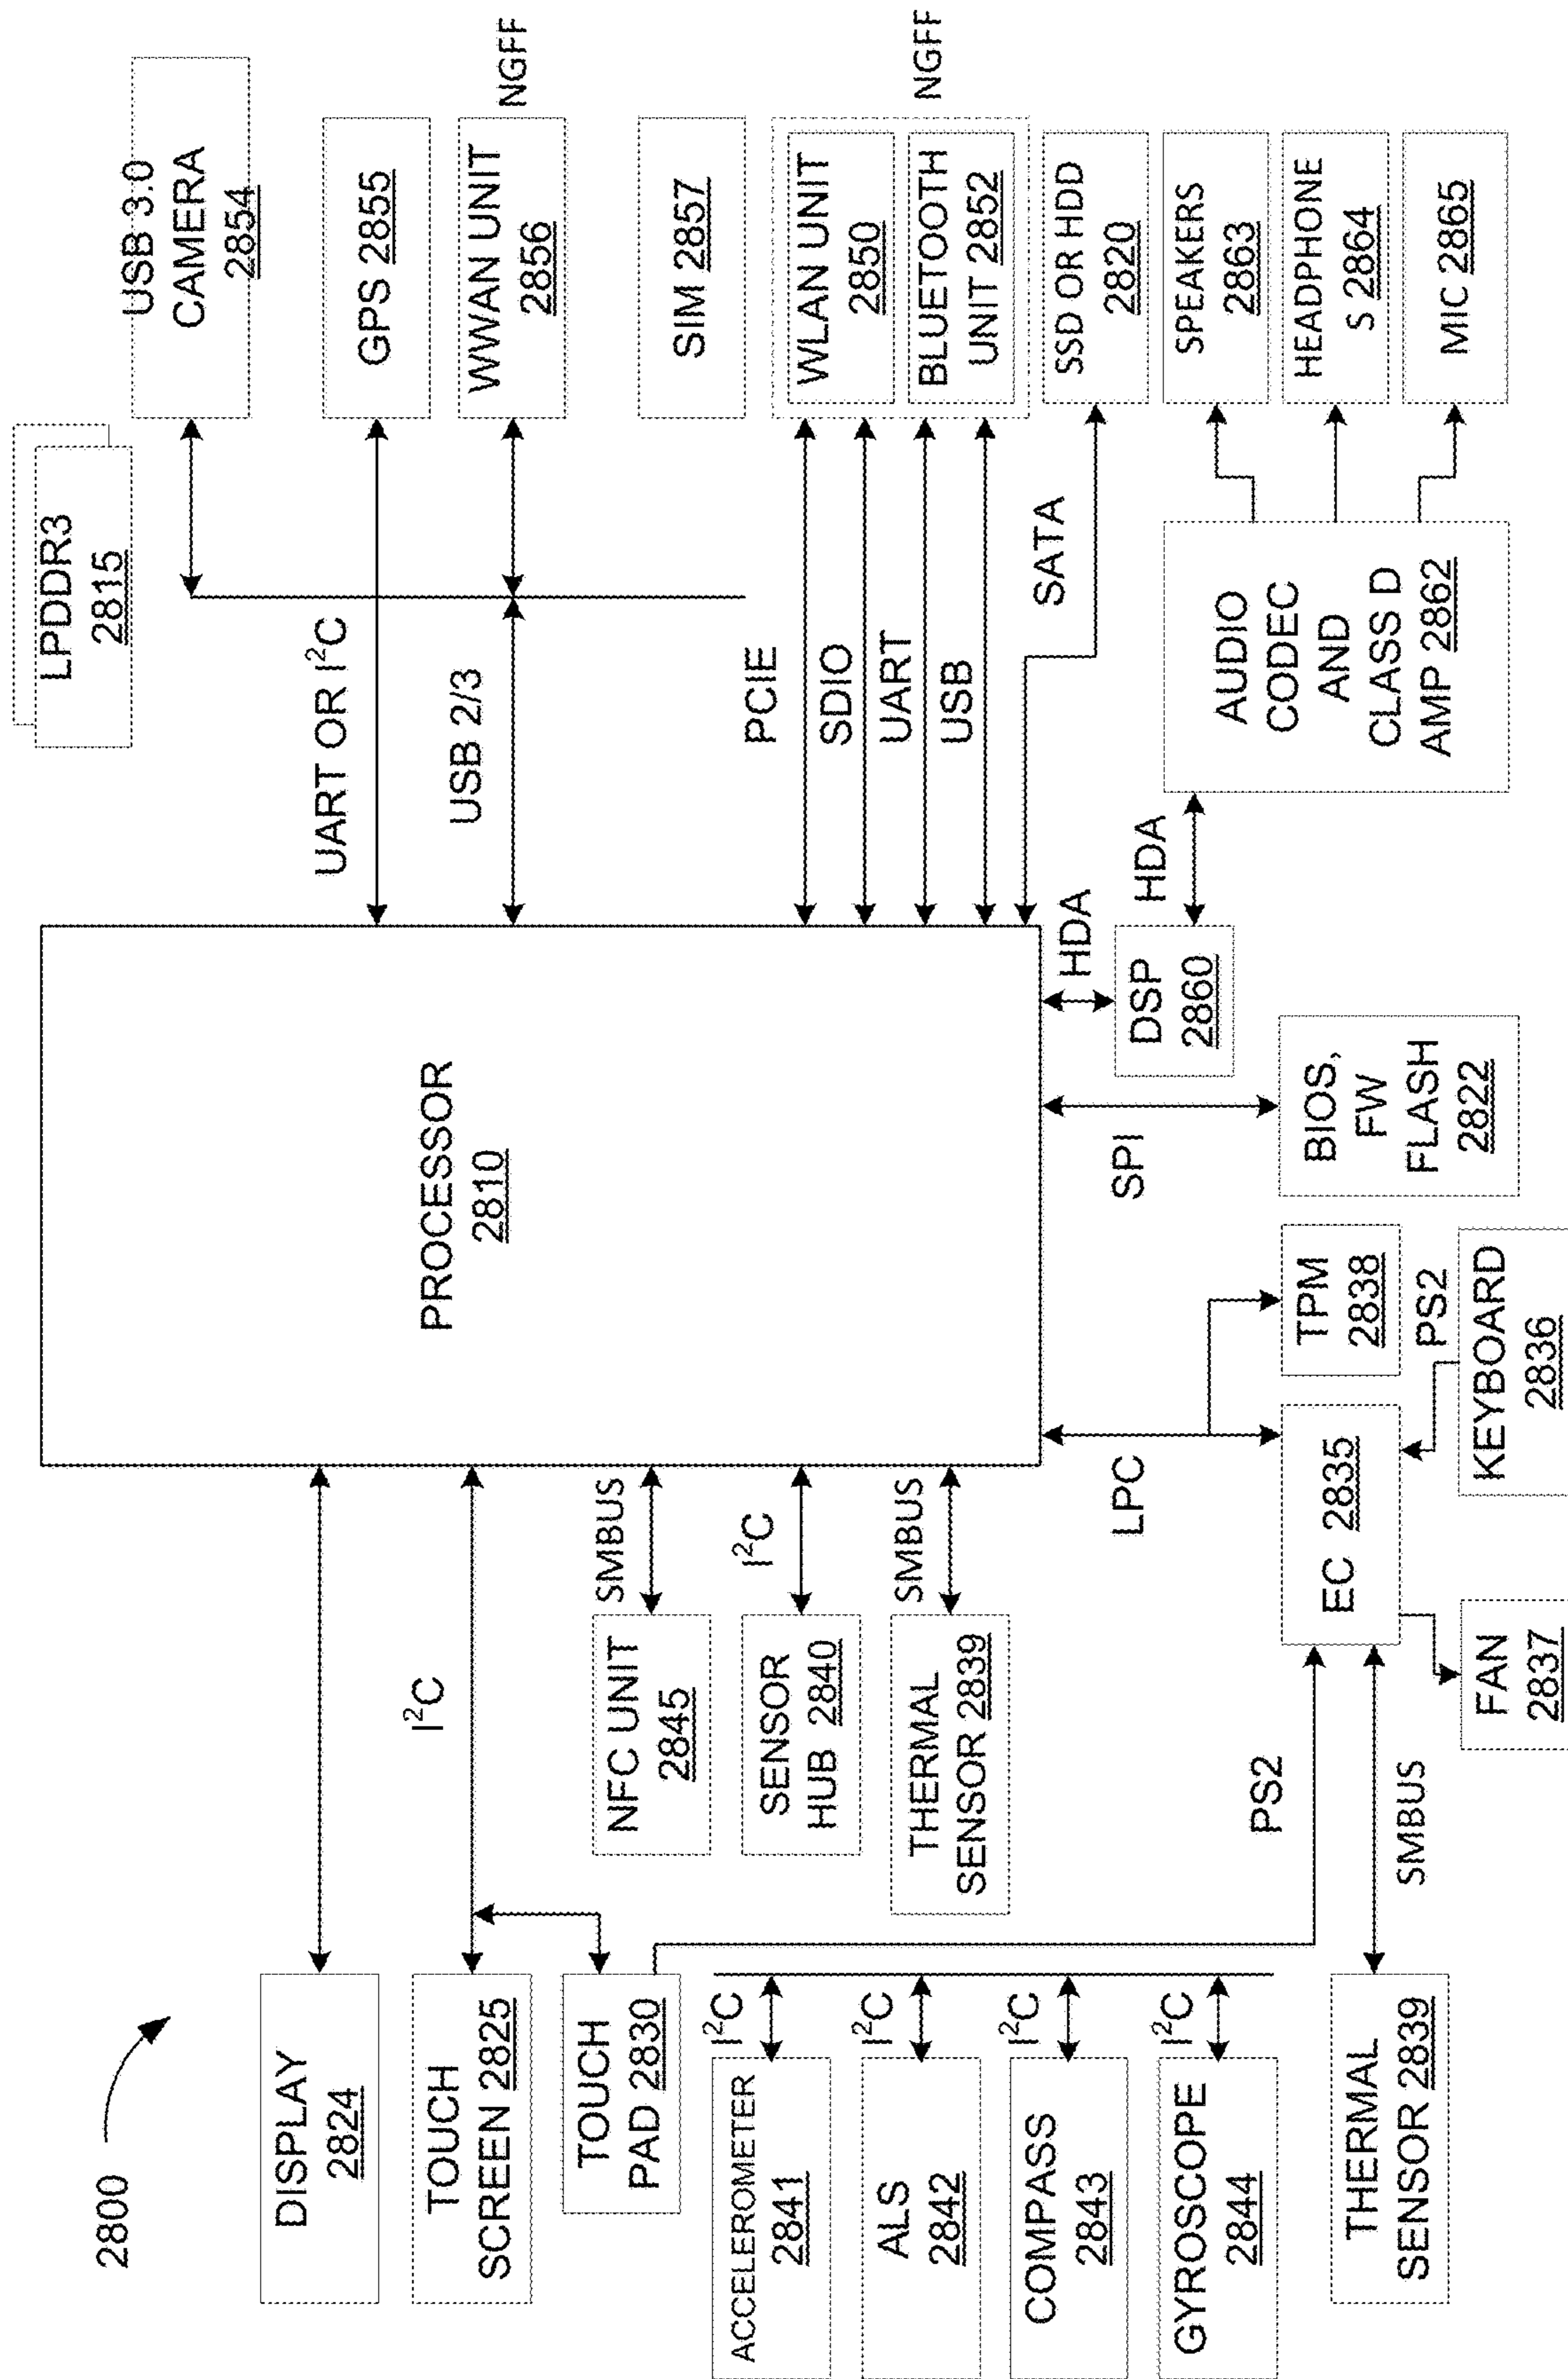 2800
LPDDR3
2815
DISPLAY
2824
TOUCH
SCREEN 2825
TOUCH
PAD 2830
I²C
ACCELEROMETER
2841
I²C
ALS
2842
I²C
COMPASS
2843
I²C
GYROSCOPE
2844
I²C
THERMAL
SENSOR 2839
NFC UNIT
2845
SMBUS
SENSOR
HUB 2840
I²C
THERMAL
SENSOR 2839
SMBUS
PS2
SMBUS
FAN
2837
EC 2835
LPC
TPM
2838
PS2
KEYBOARD
2836
PROCESSOR
2810
SPI
BIOS,
FW
FLASH
2822
HDA
DSP
2860
HDA
AUDIO
CODEC
AND
CLASS D
AMP 2862
UART OR I²C
USB 2/3
PCIE
SDIO
UART
USB
SATA
USB 3.0
CAMERA
2854
GPS 2855
WWAN UNIT
2856
NGFF
SIM 2857
WLAN UNIT
2850
BLUETOOTH
UNIT 2852
NGFF
SSD OR HDD
2820
SPEAKERS
2863
HEADPHONE
S 2864
MIC 2865